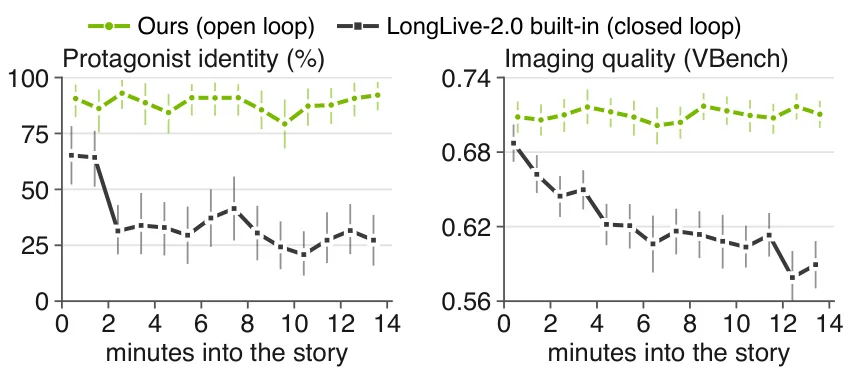 Ours (open loop) LongLive-2.0 built-in (closed loop)
Protagonist identity (%)
100
75
50
25
0
0 2 4 6 8 10 12 14
minutes into the story
Imaging quality (VBench)
0.74
0.68
0.62
0.56
0 2 4 6 8 10 12 14
minutes into the story